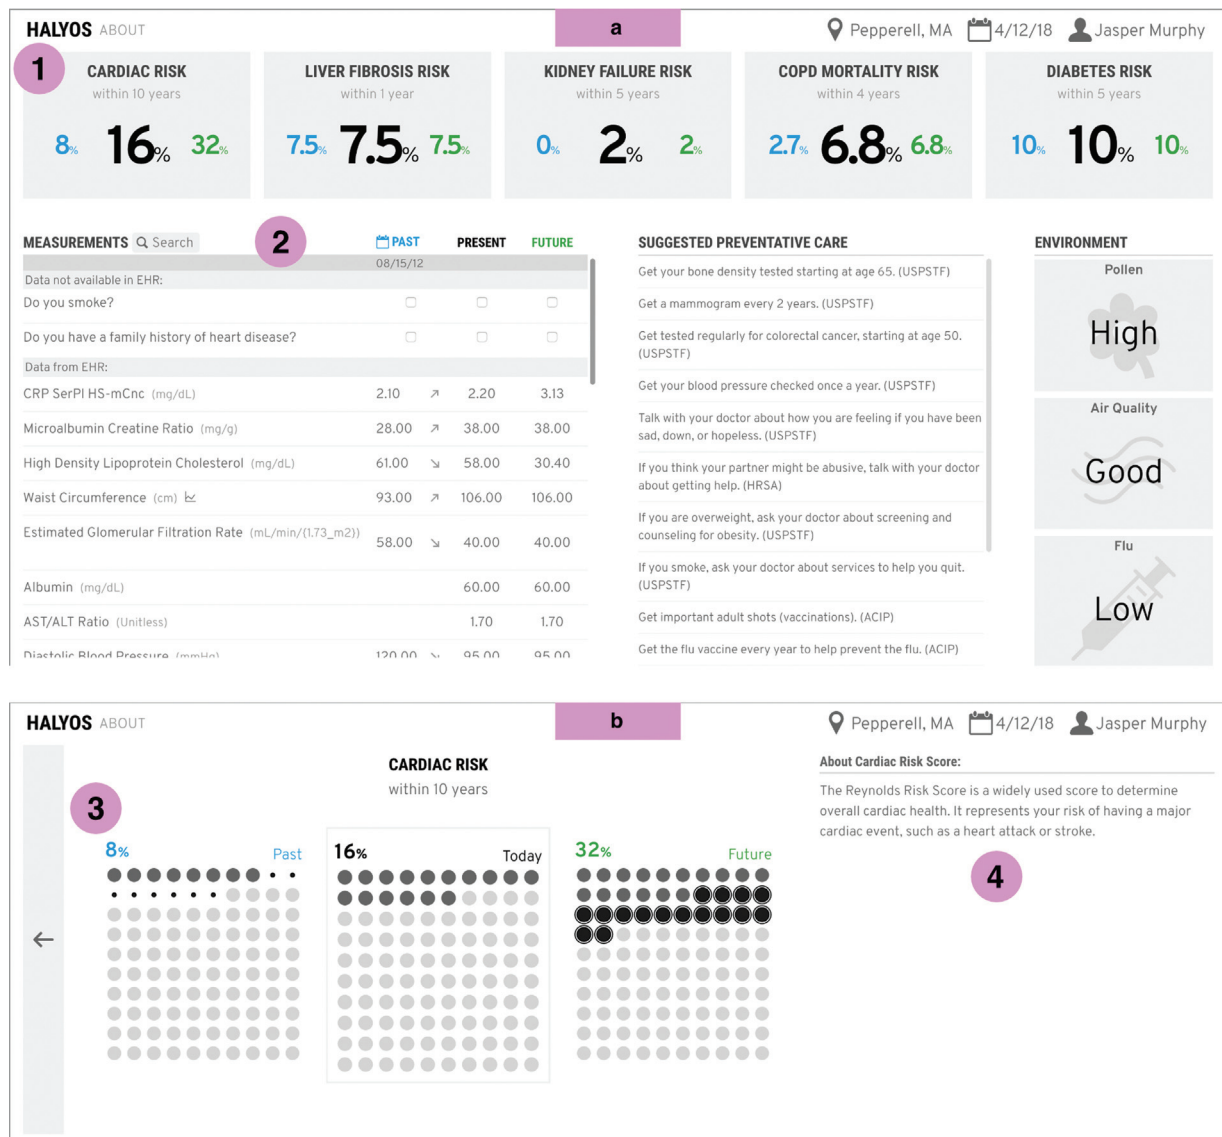 HALYOS ABOUT
a
Pepperell, MA 4/12/18 Jasper Murphy
1
CARDIAC RISK
within 10 years
8% 16% 32%
LIVER FIBROSIS RISK
within 1 year
7.5% 7.5% 7.5%
KIDNEY FAILURE RISK
within 5 years
0% 2% 2%
COPD MORTALITY RISK
within 4 years
2.7% 6.8% 6.8%
DIABETES RISK
within 5 years
10% 10% 10%
MEASUREMENTS Search 2 PAST PRESENT FUTURE
08/15/12
Data not available in EHR:
Do you smoke?
Do you have a family history of heart disease?
Data from EHR:
CRP SerPl HS-mCnc (mg/dL) 2.10 ↗ 2.20 3.13
Microalbumin Creatine Ratio (mg/g) 28.00 ↗ 38.00 38.00
High Density Lipoprotein Cholesterol (mg/dL) 61.00 ↘ 58.00 30.40
Waist Circumference (cm) 93.00 ↗ 106.00 106.00
Estimated Glomerular Filtration Rate (mL/min/{1.73_m2}) 58.00 ↘ 40.00 40.00
Albumin (mg/dL) 60.00 60.00
AST/ALT Ratio (Unitless) 1.70 1.70
Diastolic Blood Pressure (mmHg) 120.00 ↘ 95.00 95.00
SUGGESTED PREVENTATIVE CARE
Get your bone density tested starting at age 65. (USPSTF)
Get a mammogram every 2 years. (USPSTF)
Get tested regularly for colorectal cancer, starting at age 50.
(USPSTF)
Get your blood pressure checked once a year. (USPSTF)
Talk with your doctor about how you are feeling if you have been
sad, down, or hopeless. (USPSTF)
If you think your partner might be abusive, talk with your doctor
about getting help. (HRSA)
If you are overweight, ask your doctor about screening and
counseling for obesity. (USPSTF)
If you smoke, ask your doctor about services to help you quit.
(USPSTF)
Get important adult shots (vaccinations). (ACIP)
Get the flu vaccine every year to help prevent the flu. (ACIP)
ENVIRONMENT
Pollen
High
Air Quality
Good
Flu
Low
HALYOS ABOUT
b
Pepperell, MA 4/12/18 Jasper Murphy
CARDIAC RISK
within 10 years
3
8% Past
16% Today
32% Future
About Cardiac Risk Score:
The Reynolds Risk Score is a widely used score to determine
overall cardiac health. It represents your risk of having a major
cardiac event, such as a heart attack or stroke.
4